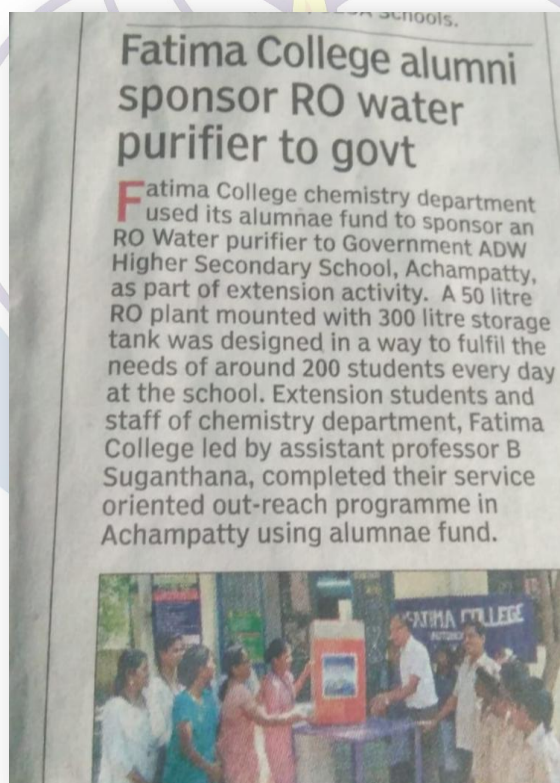 Schools.
Fatima College alumni
sponsor RO water
purifier to govt
Fatima College chemistry department
used its alumnae fund to sponsor an
RO Water purifier to Government ADW
Higher Secondary School, Achampatty,
as part of extension activity. A 50 litre
RO plant mounted with 300 litre storage
tank was designed in a way to fulfil the
needs of around 200 students every day
at the school. Extension students and
staff of chemistry department, Fatima
College led by assistant professor B
Suganthana, completed their service
oriented out-reach programme in
Achampatty using alumnae fund.
FATIMA COLLEGE